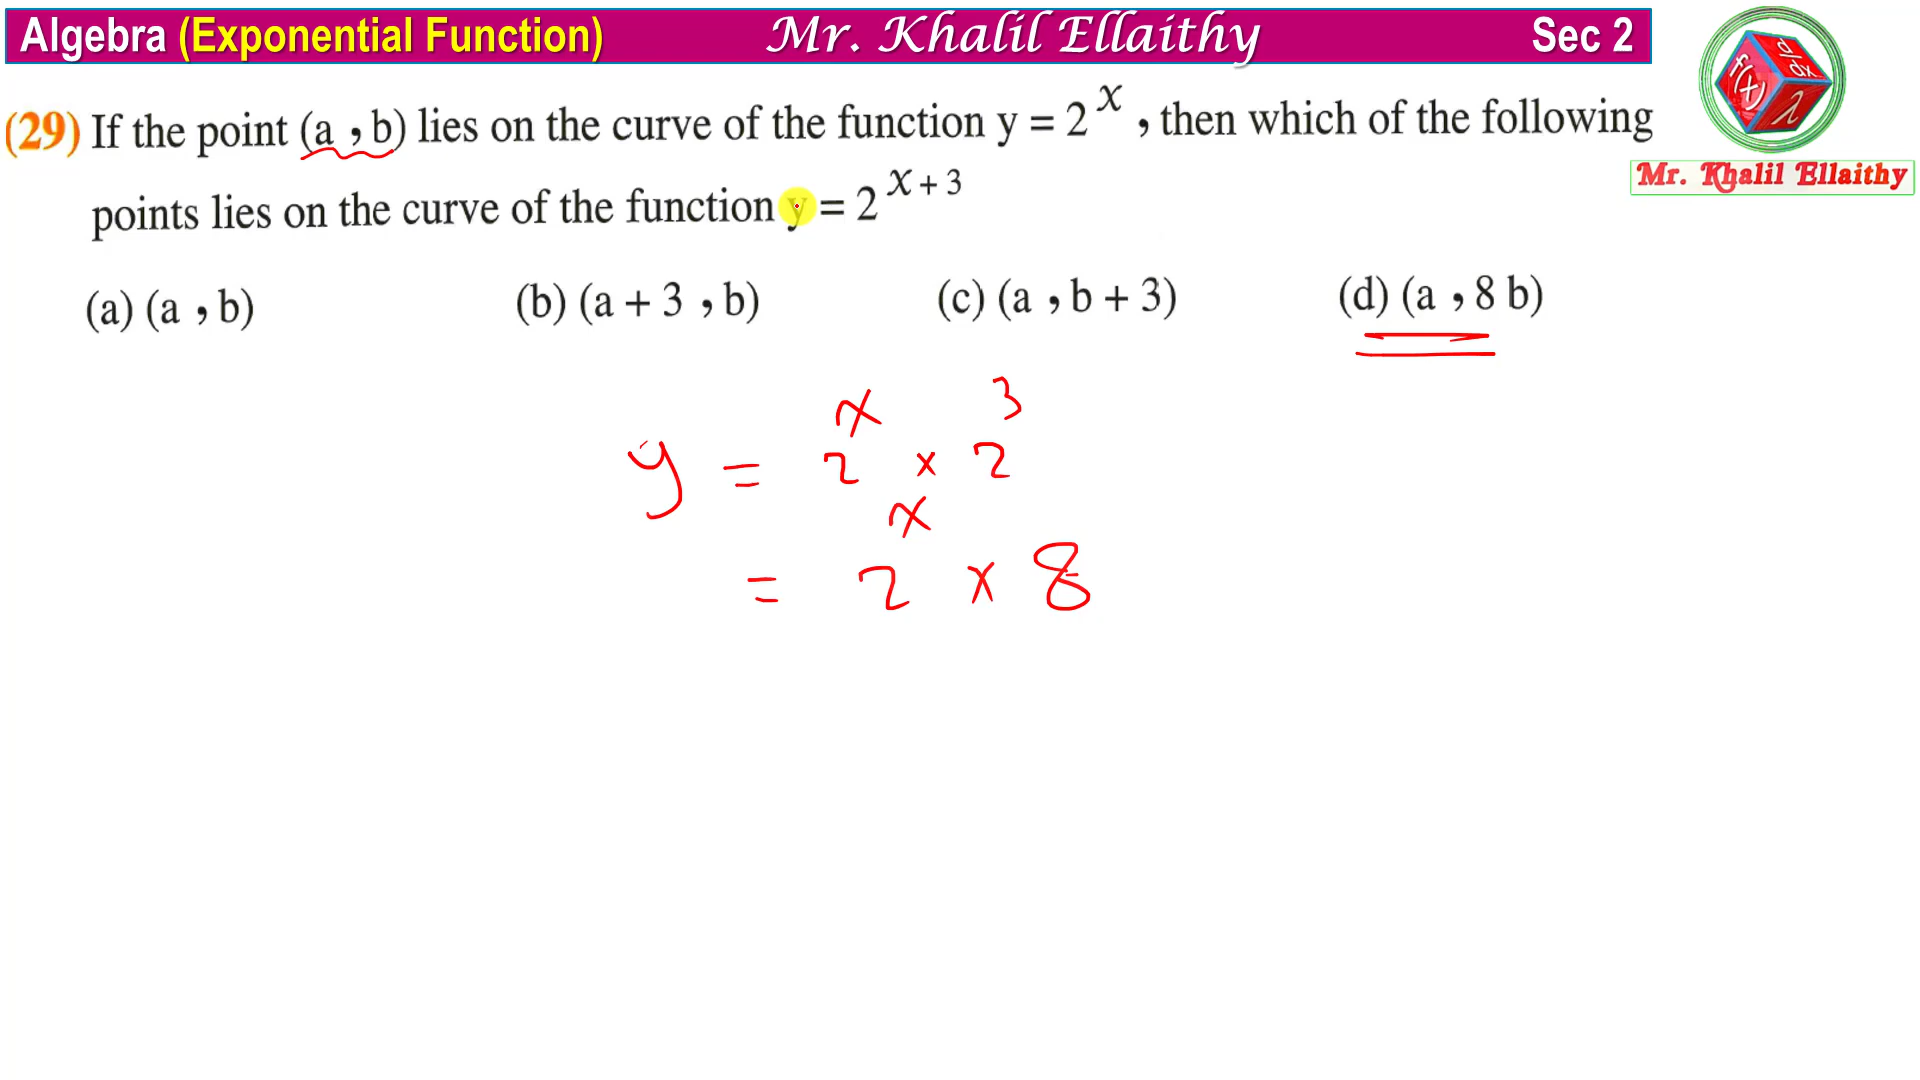 Algebra (Exponential Function) Mr. Khalil Ellaithy Sec 2
f(x) d/dx λ
Mr. Khalil Ellaithy
(29) If the point (a , b) lies on the curve of the function y = 2^x , then which of the following
points lies on the curve of the function y = 2^(x + 3)
(a) (a , b) (b) (a + 3 , b) (c) (a , b + 3) (d) (a , 8 b)
y = 2^x × 2^3
= 2^x × 8